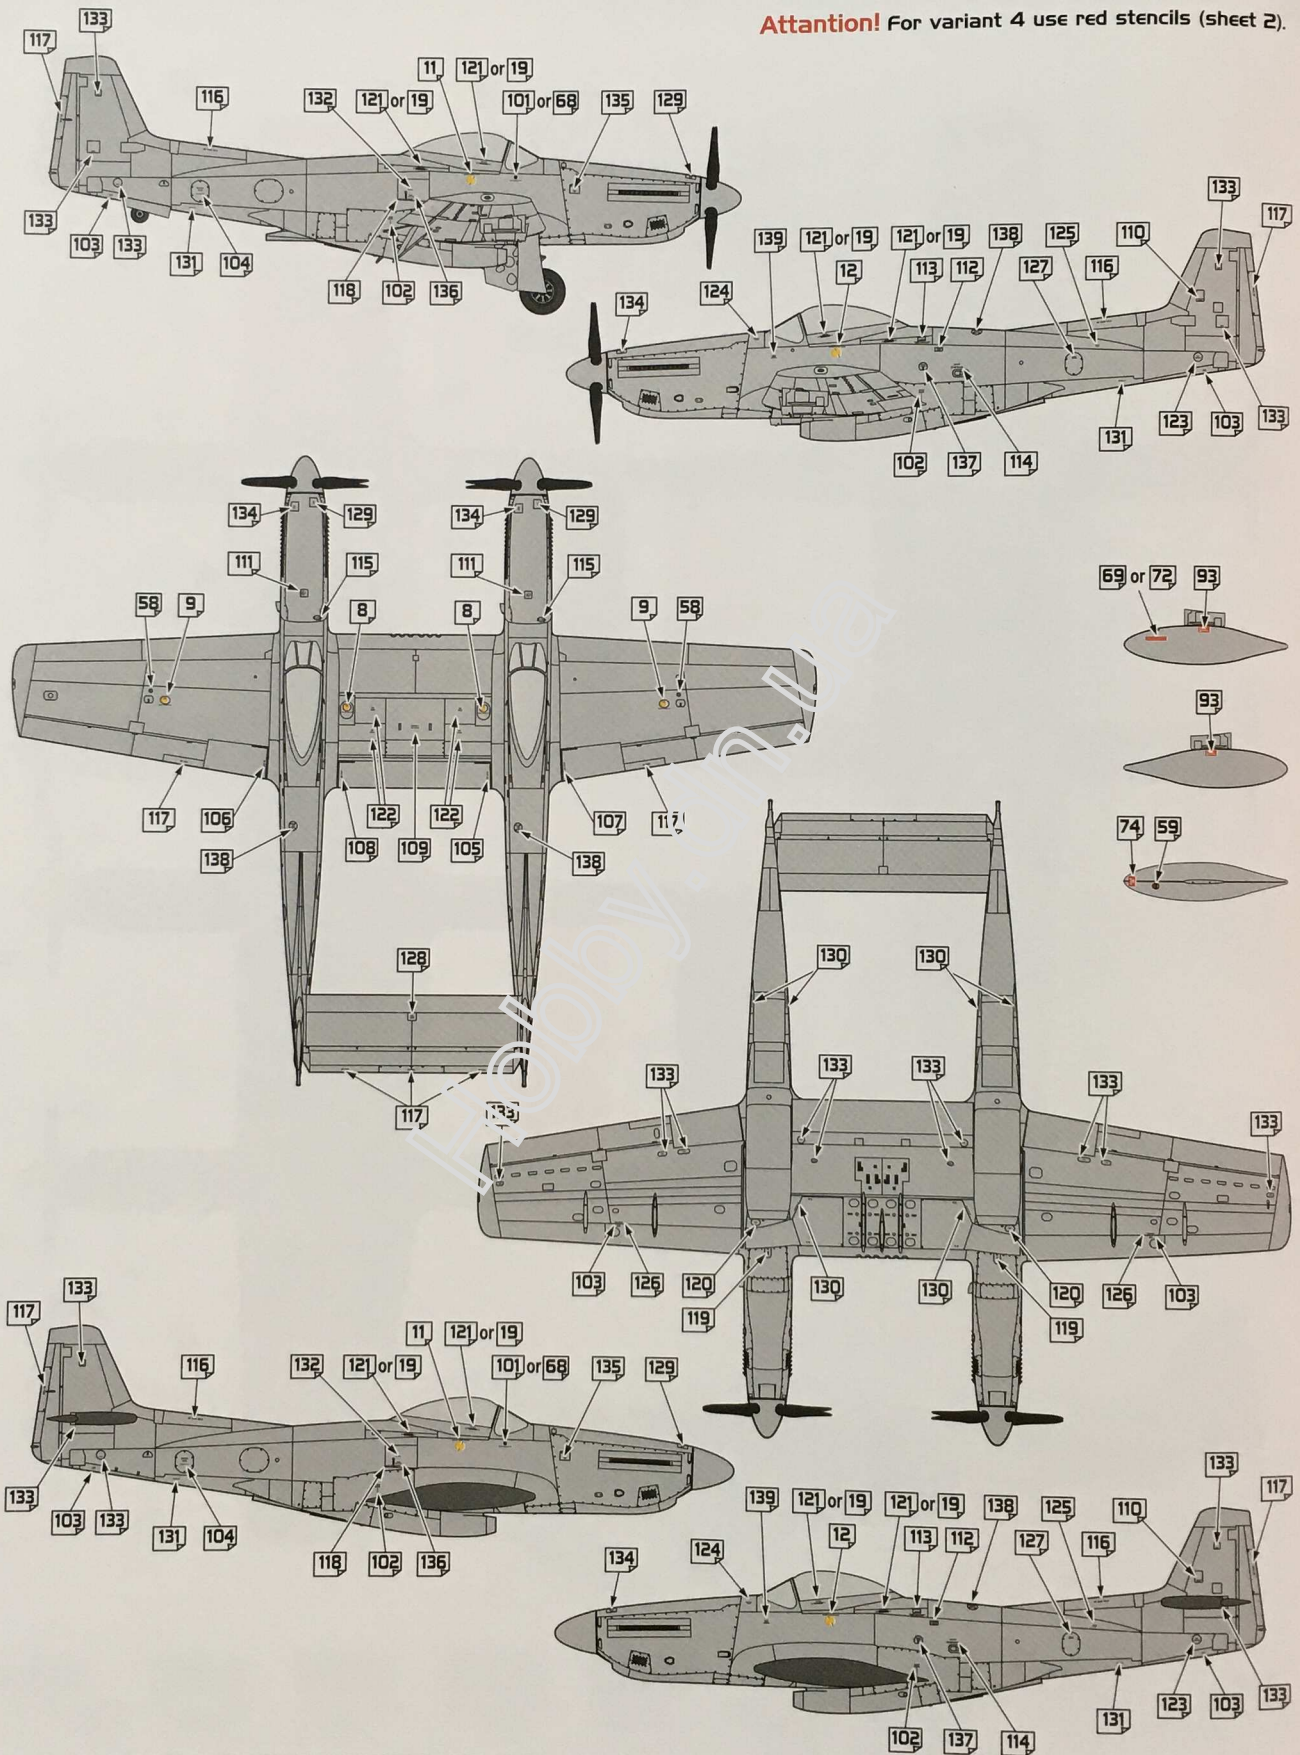 Attantion! For variant 4 use red stencils (sheet 2).
133
117
11 121 or 19
116 132 121 or 19 101 or 68 135 129
133 103 133 131 104 118 102 136
133
117
139 121 or 19 121 or 19 138 125 110
12 113 112 127 116
134 124
131 123 103 133
102 137 114
134 129 134 129
111 115 111 115
58 9 8 8 9 58
117 106 122 122 107 117
138 108 109 105 138
128
117
69 or 72 93
93
74 59
130 130
133 133 133 133
133 133
103 126 120 130 130 120 126 103
119 119
133
117
11 121 or 19
116 132 121 or 19 101 or 68 135 129
133 103 133 131 104 118 102 136
133
117
139 121 or 19 121 or 19 138 125 110
12 113 112 127 116
134 124
131 123 103 133
102 137 114
Hobby.in.ua